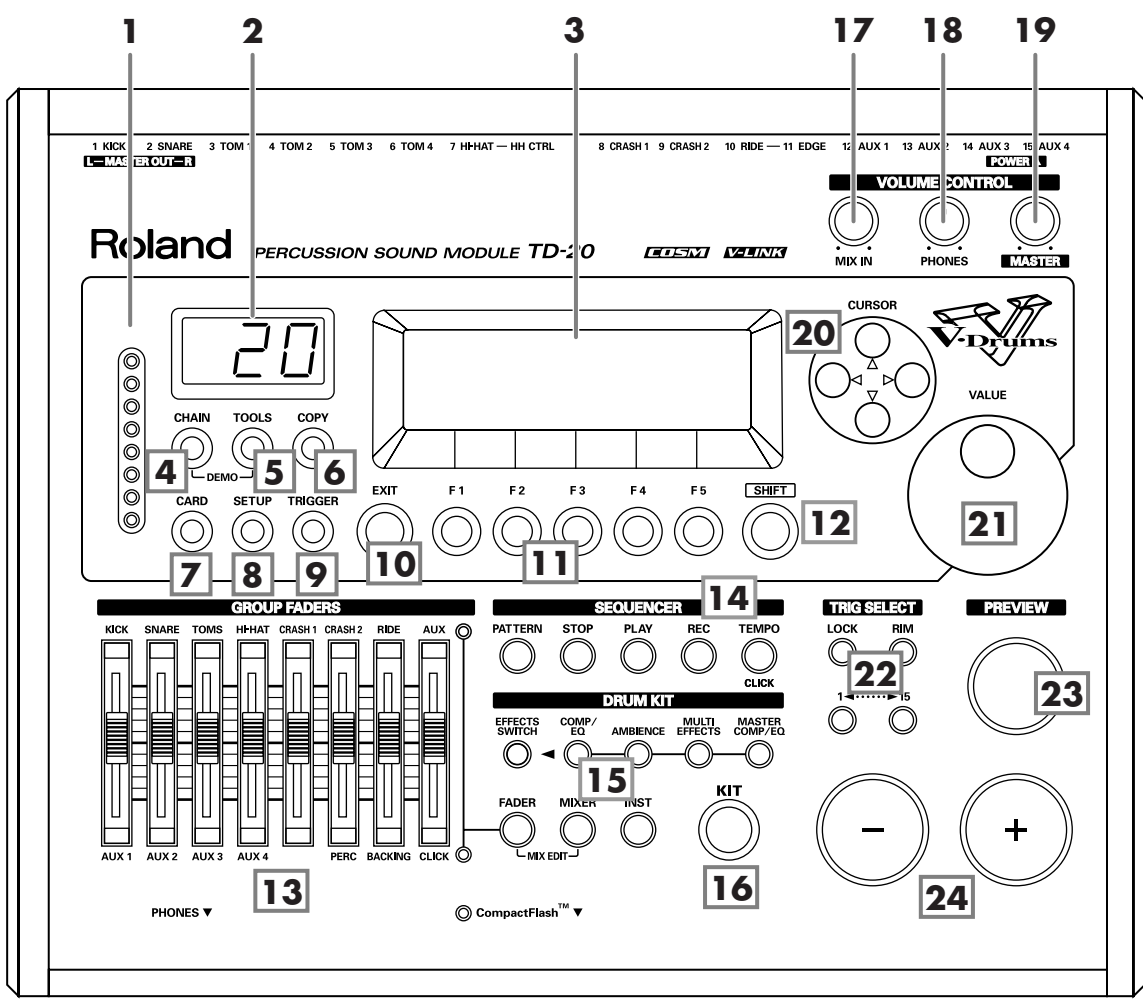 1 2 3 17 18 19
1 KICK 2 SNARE 3 TOM 1 4 TOM 2 5 TOM 3 6 TOM 4 7 HI-HAT — HH CTRL 8 CRASH 1 9 CRASH 2 10 RIDE — 11 EDGE 12 AUX 1 13 AUX 2 14 AUX 3 15 AUX 4
L—MASTER OUT—R
VOLUME CONTROL
Roland PERCUSSION SOUND MODULE TD-20 COSM V-LINK
MIX IN PHONES MASTER
CURSOR
20
20
V-Drums
VALUE
CHAIN TOOLS COPY
4 5 6
DEMO
CARD SETUP TRIGGER EXIT F1 F2 F3 F4 F5 SHIFT
7 8 9 10 11 12 21
GROUP FADERS SEQUENCER 14 TRIG SELECT PREVIEW
KICK SNARE TOMS HI-HAT CRASH 1 CRASH 2 RIDE AUX
PATTERN STOP PLAY REC TEMPO
LOCK RIM
CLICK
22 23
1 15
DRUM KIT
EFFECTS SWITCH COMP/EQ AMBIENCE MULTI EFFECTS MASTER COMP/EQ
15
FADER MIXER INST KIT
MIX EDIT
- +
AUX 1 AUX 2 AUX 3 AUX 4 PERC BACKING CLICK
13 16 24
PHONES ▼ CompactFlash™ ▼